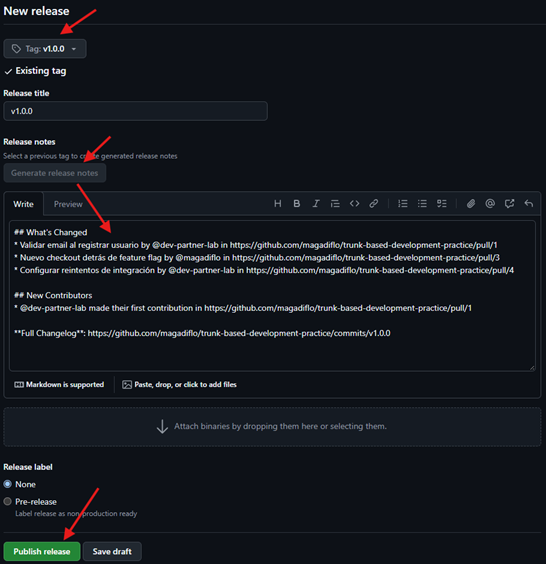 New release
Tag: v1.0.0
Existing tag
Release title
v1.0.0
Release notes
Select a previous tag to create generated release notes
Generate release notes
Write Preview
## What's Changed
* Validar email al registrar usuario by @dev-partner-lab in https://github.com/magadiflo/trunk-based-development-practice/pull/1
* Nuevo checkout detrás de feature flag by @magadiflo in https://github.com/magadiflo/trunk-based-development-practice/pull/3
* Configurar reintentos de integración by @dev-partner-lab in https://github.com/magadiflo/trunk-based-development-practice/pull/4
## New Contributors
* @dev-partner-lab made their first contribution in https://github.com/magadiflo/trunk-based-development-practice/pull/1
**Full Changelog**: https://github.com/magadiflo/trunk-based-development-practice/commits/v1.0.0
Markdown is supported Paste, drop, or click to add files
Attach binaries by dropping them here or selecting them.
Release label
None
Pre-release
Label release as non-production ready
Publish release Save draft